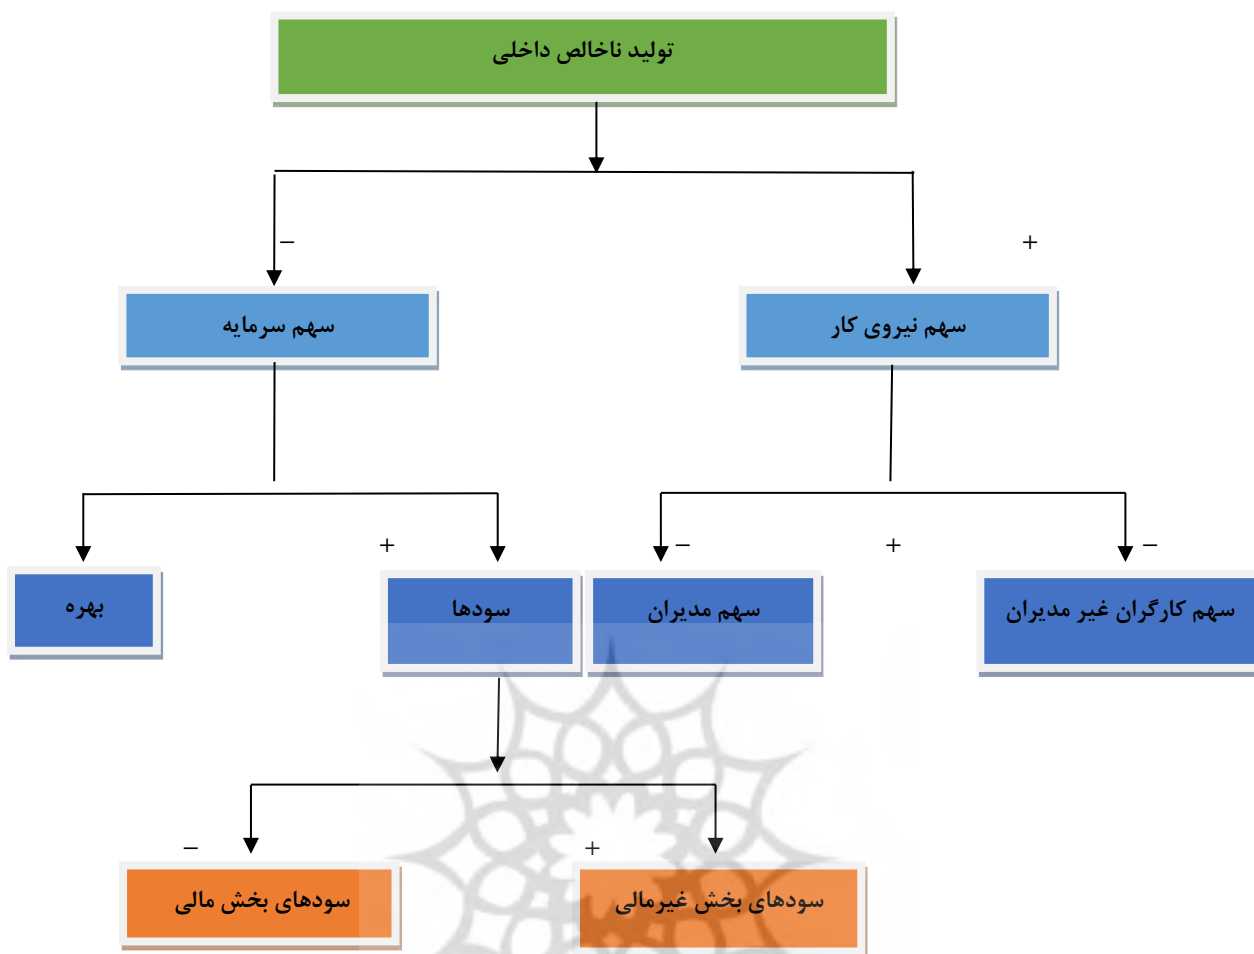 تولید ناخالص داخلی
+
–
سهم نیروی کار
سهم سرمایه
–
+
–
+
سهم کارگران غیر مدیران
سهم مدیران
سودها
بهره
+
–
سودهای بخش غیرمالی
سودهای بخش مالی